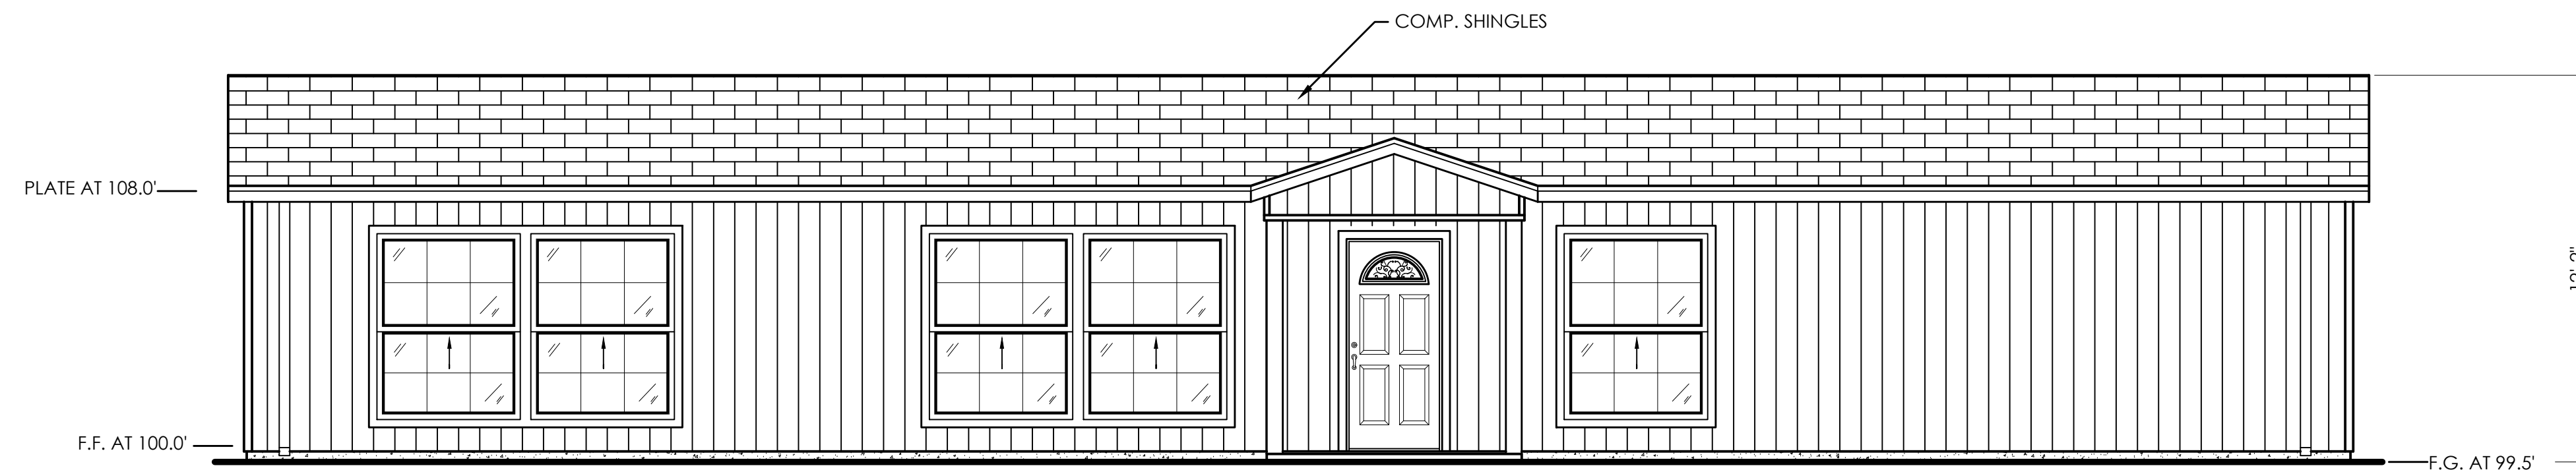 COMP. SHINGLES
PLATE AT 108.0'
F.F. AT 100.0'
F.G. AT 99.5'